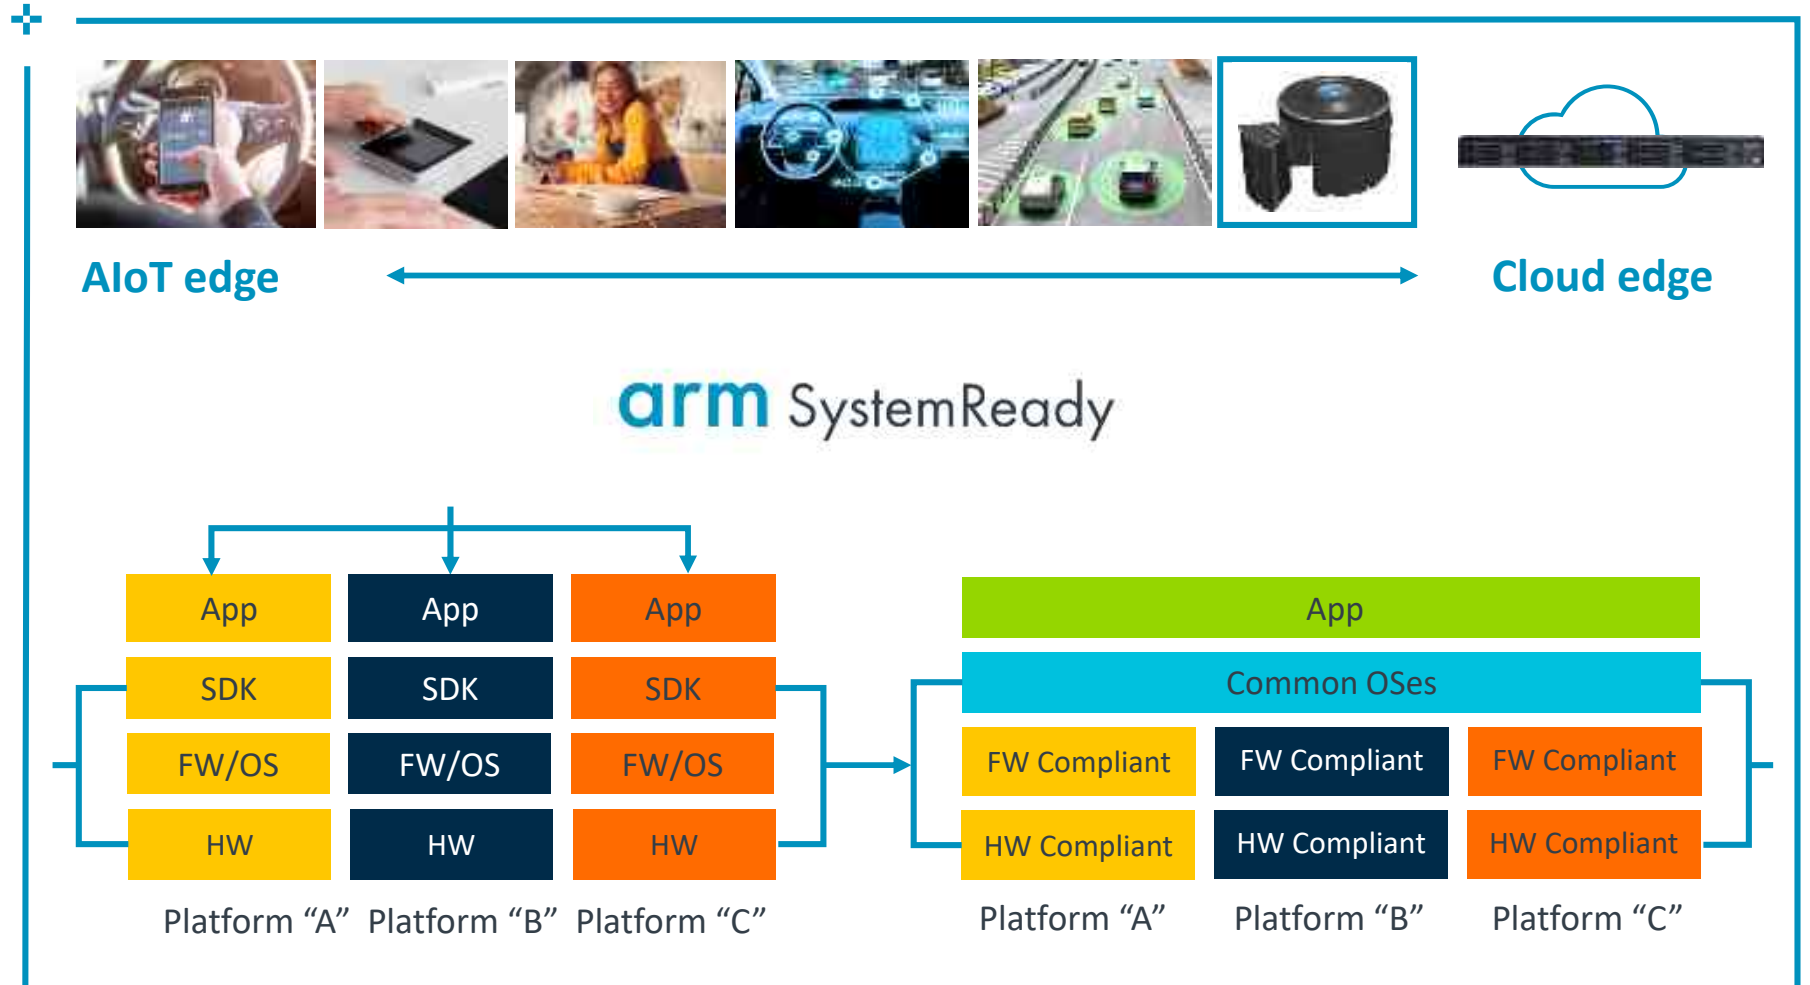 AIoT edge
Cloud edge
arm SystemReady
App App App
SDK SDK SDK
FW/OS FW/OS FW/OS
HW HW HW
Platform “A” Platform “B” Platform “C”
App
Common OSes
FW Compliant FW Compliant FW Compliant
HW Compliant HW Compliant HW Compliant
Platform “A” Platform “B” Platform “C”